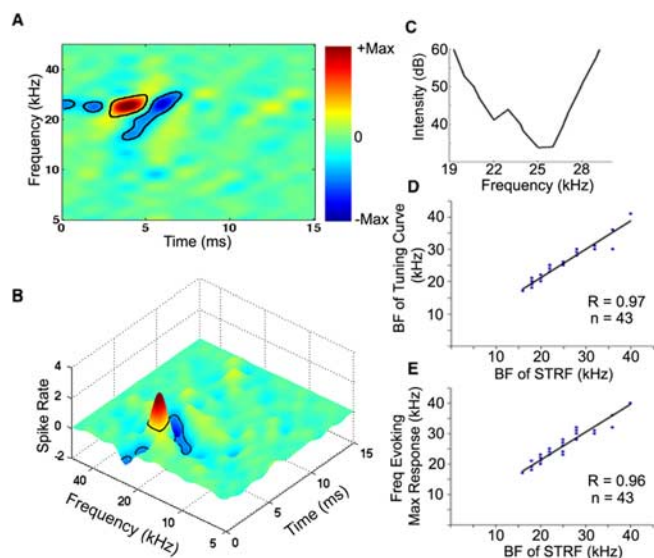 A
Frequency (kHz)
40
20
10
5
0
5
10
15
Time (ms)
+Max
0
-Max
B
Spike Rate
4
2
0
-2
40
20
10
5
Frequency (kHz)
0
5
10
15
Time (ms)
C
Intensity (dB)
60
50
40
19
22
25
28
Frequency (kHz)
D
BF of Tuning Curve
(kHz)
40
30
20
10
20
30
40
R = 0.97
n = 43
BF of STRF (kHz)
E
Freq Evoking
Max Response (kHz)
40
30
20
10
20
30
40
R = 0.96
n = 43
BF of STRF (kHz)